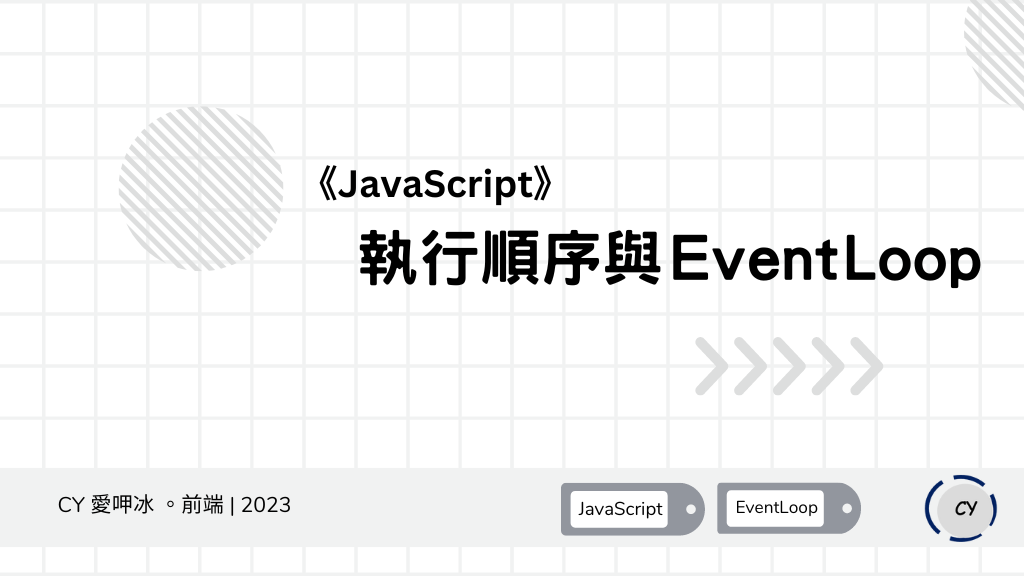 《JavaScript》
執行順序與EventLoop
CY 愛呷冰 。前端 | 2023
JavaScript
EventLoop
CY